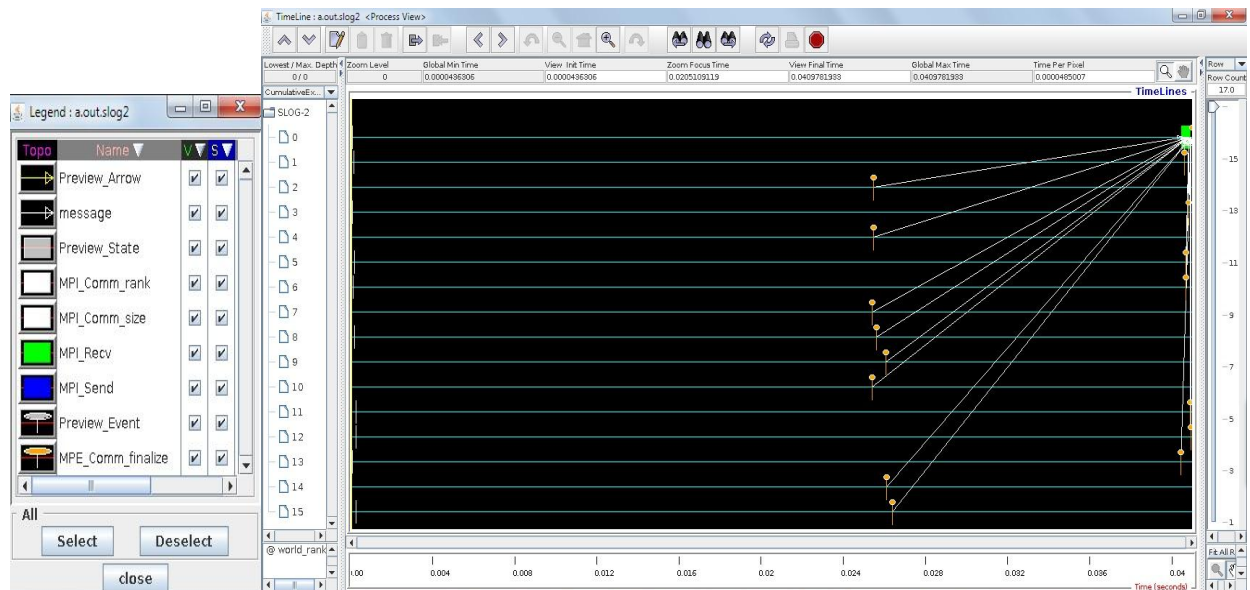 Legend : a.out.slog2
Topo Name V S
Preview_Arrow
message
Preview_State
MPI_Comm_rank
MPI_Comm_size
MPI_Recv
MPI_Send
Preview_Event
MPE_Comm_finalize
All
Select Deselect
close
TimeLine : a.out.slog2 <Process View>
Lowest / Max. Depth Zoom Level Global Min Time View Init Time Zoom Focus Time View Final Time Global Max Time Time Per Pixel
0 / 0 0 0.0000436306 0.0000436306 0.0205109119 0.0409781933 0.0409781933 0.0000485007
Row
Row Count
17.0
CumulativeEx...
TimeLines
SLOG-2
0
1
2
3
4
5
6
7
8
9
10
11
12
13
14
15
-15
-13
-11
-9
-7
-5
-3
-1
@ world_rank
Fit All R
0.004 0.008 0.012 0.016 0.02 0.024 0.028 0.032 0.036 0.04
Time (seconds)